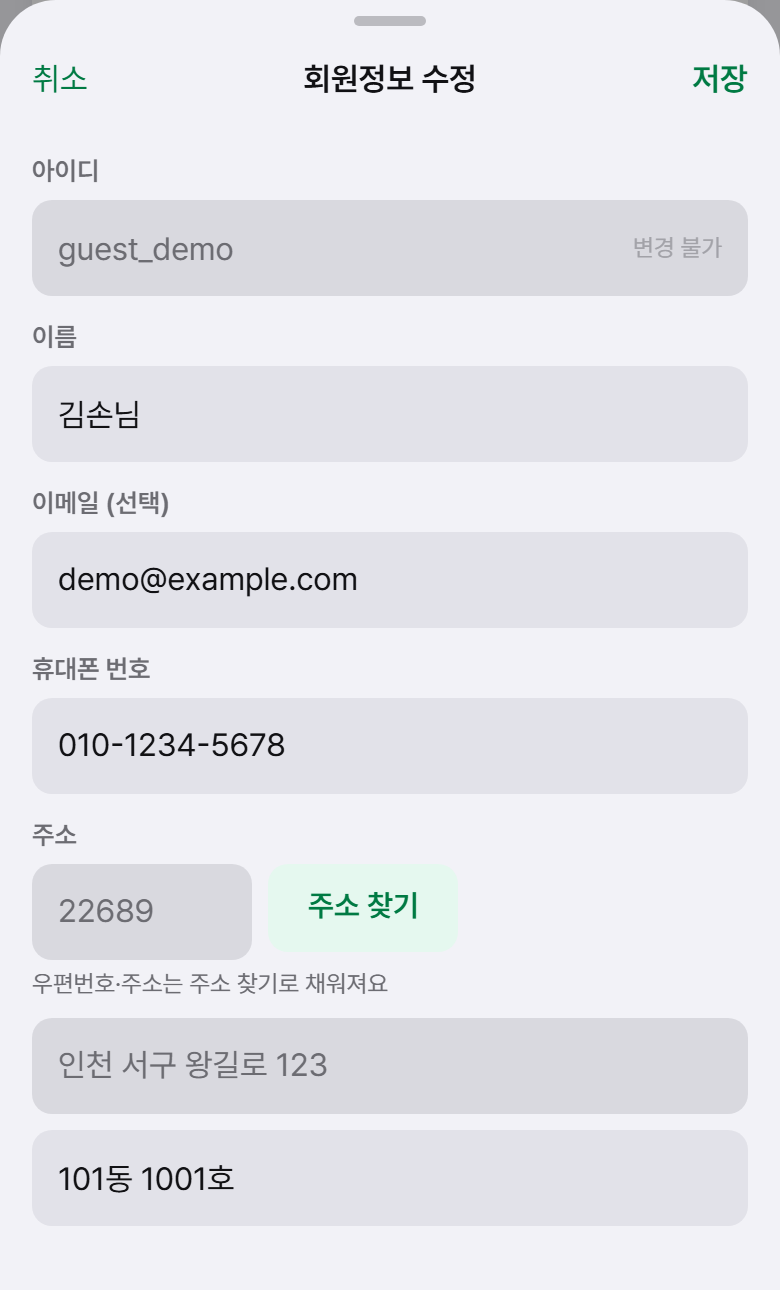 취소 회원정보 수정 저장
아이디
guest_demo 변경 불가
이름
김손님
이메일 (선택)
demo@example.com
휴대폰 번호
010-1234-5678
주소
22689 주소 찾기
우편번호·주소는 주소 찾기로 채워져요
인천 서구 왕길로 123
101동 1001호